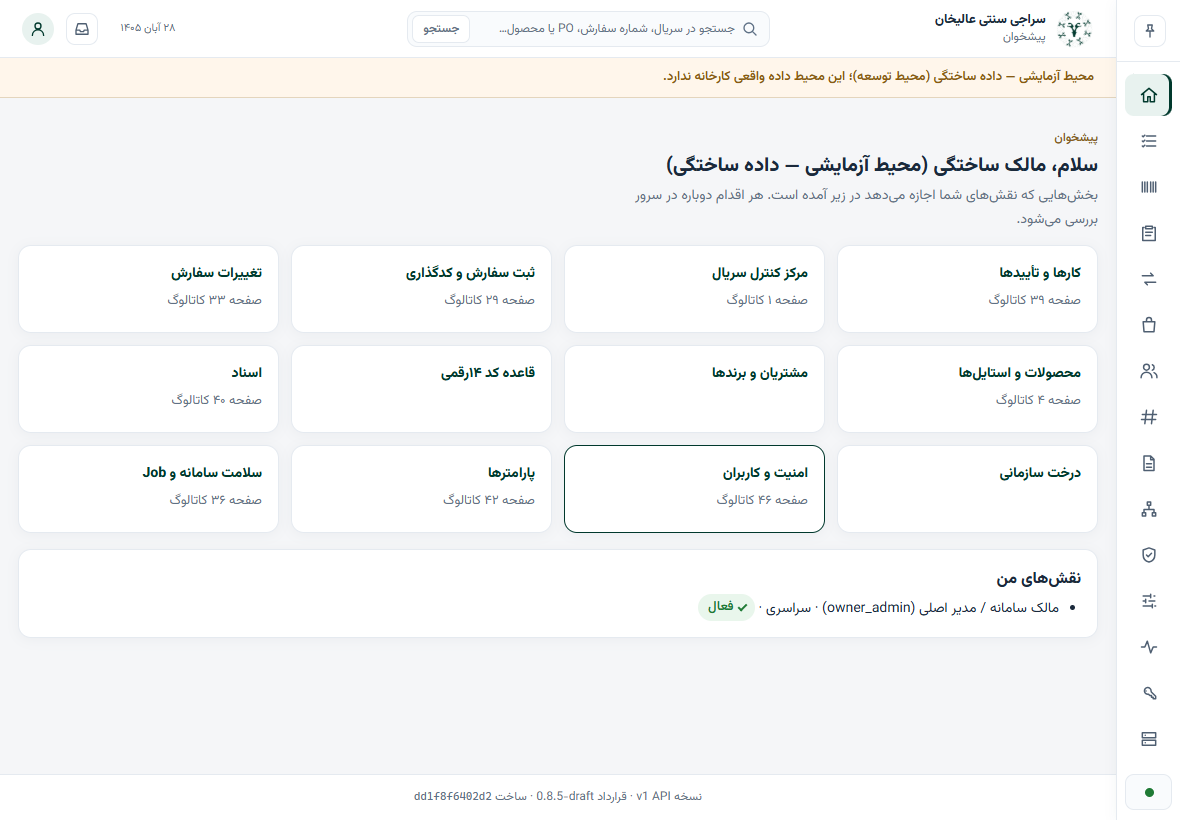 سراجی سنتی عالیخان
پیشخوان
جستجو در سریال، شماره سفارش، PO یا محصول...
جستجو
۲۸ آبان ۱۴۰۵
محیط آزمایشی — داده ساختگی (محیط توسعه)؛ این محیط داده واقعی کارخانه ندارد.
پیشخوان
سلام، مالک ساختگی (محیط آزمایشی — داده ساختگی)
بخش‌هایی که نقش‌های شما اجازه می‌دهد در زیر آمده است. هر اقدام دوباره در سرور
بررسی می‌شود.
کارها و تأییدها
صفحه ۳۹ کاتالوگ
مرکز کنترل سریال
صفحه ۱ کاتالوگ
ثبت سفارش و کدگذاری
صفحه ۲۹ کاتالوگ
تغییرات سفارش
صفحه ۳۳ کاتالوگ
محصولات و استایل‌ها
صفحه ۴ کاتالوگ
مشتریان و برندها
قاعده کد ۱۴رقمی
اسناد
صفحه ۴۰ کاتالوگ
درخت سازمانی
امنیت و کاربران
صفحه ۴۶ کاتالوگ
پارامترها
صفحه ۴۲ کاتالوگ
سلامت سامانه و Job
صفحه ۳۶ کاتالوگ
نقش‌های من
• مالک سامانه / مدیر اصلی (owner_admin) · سراسری · فعال
نسخه API v1 · قرارداد 0.8.5-draft · ساخت dd1f8f6402d2